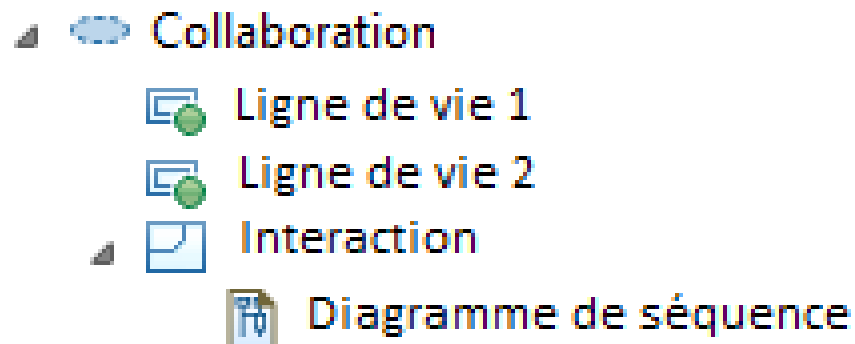 Collaboration
Ligne de vie 1
Ligne de vie 2
Interaction
Diagramme de séquence